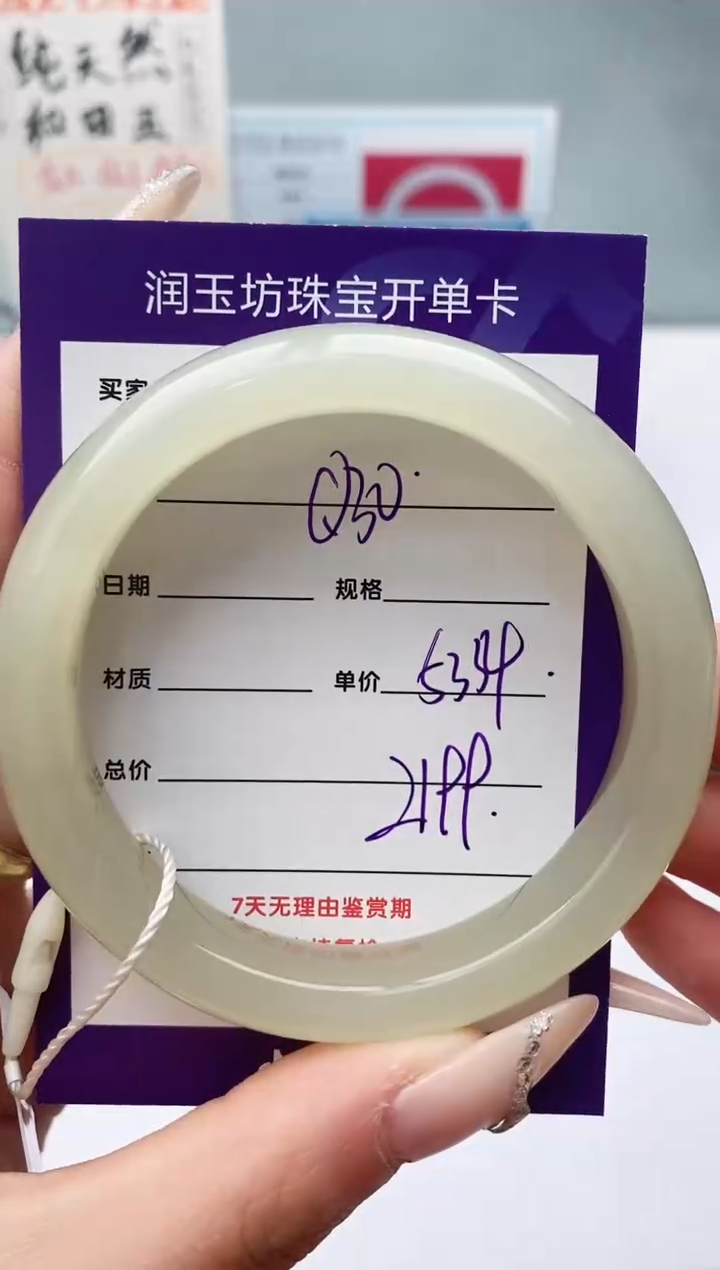 纯天然
和田玉
润玉坊珠宝开单卡
买家
Q30.
日期 规格
材质 单价 534.
总价
2199.
7天无理由鉴赏期